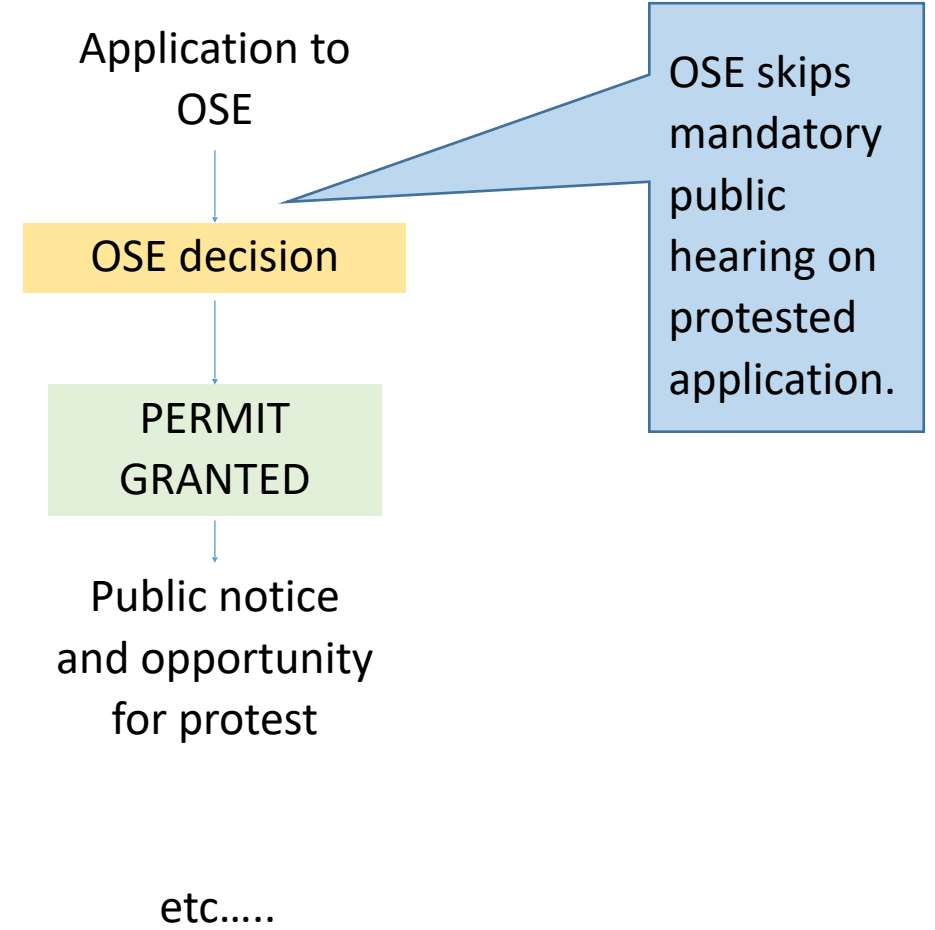 Application to
OSE
OSE skips
mandatory
public
hearing on
protested
application.
OSE decision
PERMIT
GRANTED
Public notice
and opportunity
for protest
etc…..